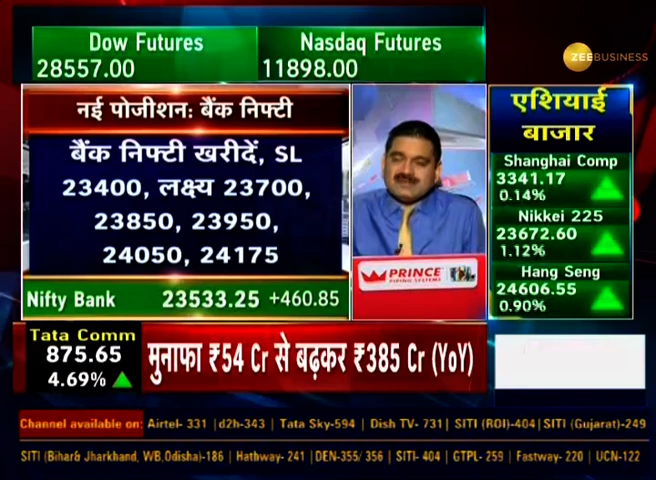 Dow Futures
28557.00
Nasdaq Futures
11898.00
ZEE BUSINESS
नई पोजीशन: बैंक निफ्टी
बैंक निफ्टी खरीदें, SL
23400, लक्ष्य 23700,
23850, 23950,
24050, 24175
Nifty Bank 23533.25 +460.85
PRINCE
PIPING SYSTEMS
एशियाई
बाजार
Shanghai Comp
3341.17
0.14%
Nikkei 225
23672.60
1.12%
Hang Seng
24606.55
0.90%
Tata Comm
875.65
4.69%
मुनाफा ₹54 Cr से बढ़कर ₹385 Cr (YoY)
Channel available on: Airtel- 331 | d2h-343 | Tata Sky-594 | Dish TV- 731 | SITI (ROI)-404 | SITI (Gujarat)-249
SITI (Bihar& Jharkhand, WB,Odisha)-186 | Hathway- 241 | DEN-355/ 356 | SITI- 404 | GTPL- 259 | Fastway- 220 | UCN-122